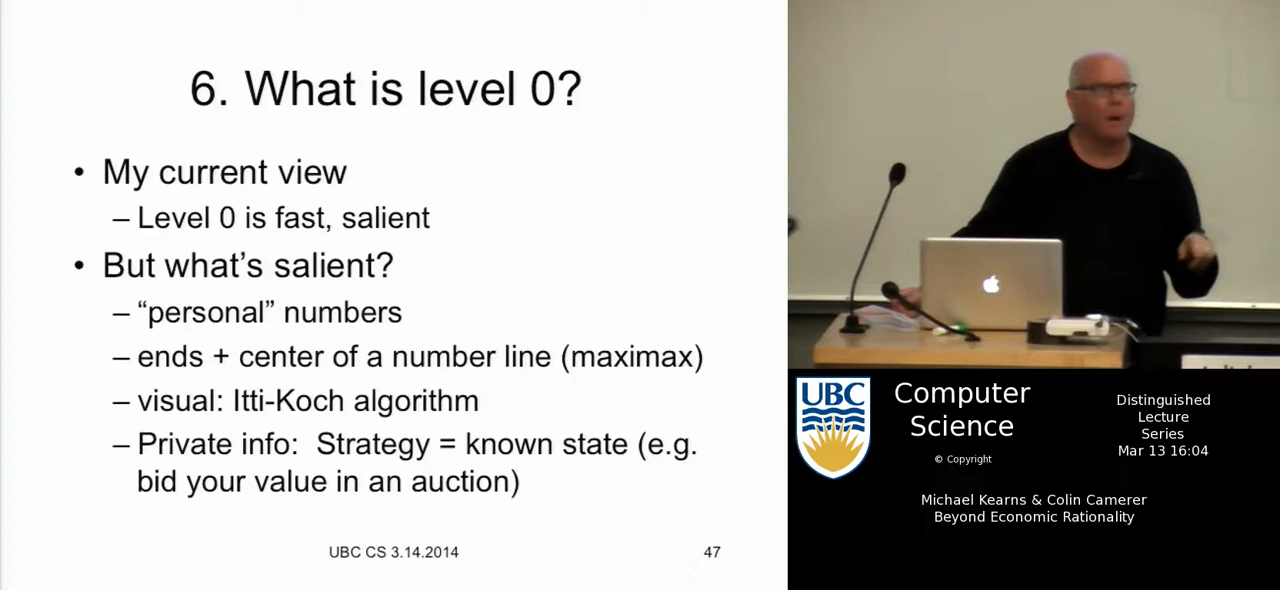 6. What is level 0?
• My current view
– Level 0 is fast, salient
• But what’s salient?
– “personal” numbers
– ends + center of a number line (maximax)
– visual: Itti-Koch algorithm
– Private info:  Strategy = known state (e.g.
bid your value in an auction)
UBC CS 3.14.2014
47
UBC
Computer
Science
© Copyright
Distinguished
Lecture
Series
Mar 13 16:04
Michael Kearns & Colin Camerer
Beyond Economic Rationality